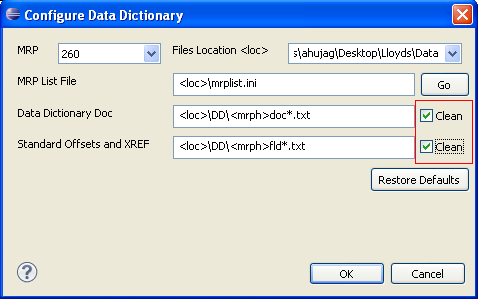 Configure Data Dictionary
MRP 260 Files Location <loc> s\ahujag\Desktop\Lloyds\Data
MRP List File <loc>\mrplist.ini Go
Data Dictionary Doc <loc>\DD\<mrph>doc*.txt Clean
Standard Offsets and XREF <loc>\DD\<mrph>fld*.txt Clean
Restore Defaults
? OK Cancel